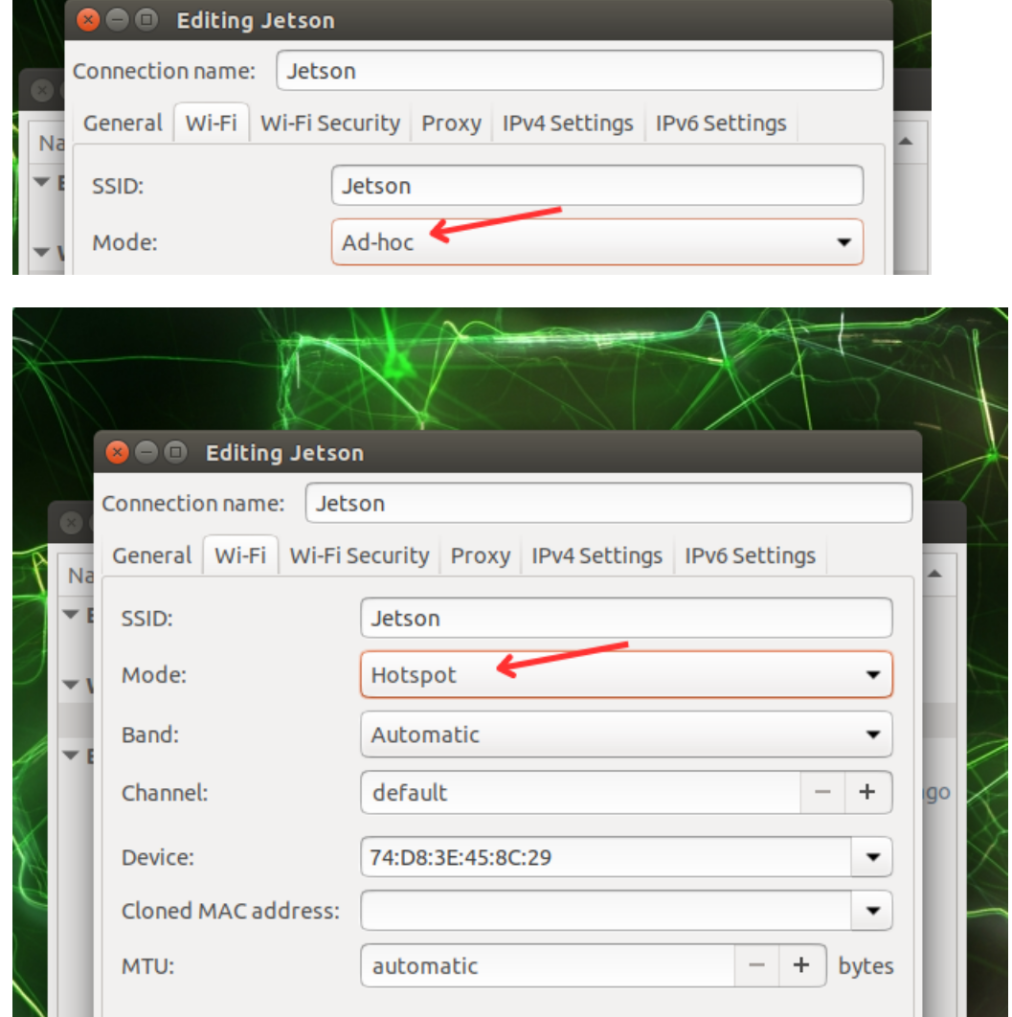 Editing Jetson
Connection name: Jetson
General Wi-Fi Wi-Fi Security Proxy IPv4 Settings IPv6 Settings
Na
SSID: Jetson
Mode: Ad-hoc
Editing Jetson
Connection name: Jetson
General Wi-Fi Wi-Fi Security Proxy IPv4 Settings IPv6 Settings
Na
SSID: Jetson
Mode: Hotspot
Band: Automatic
Channel: default − +
ago
Device: 74:D8:3E:45:8C:29
Cloned MAC address:
MTU: automatic − + bytes